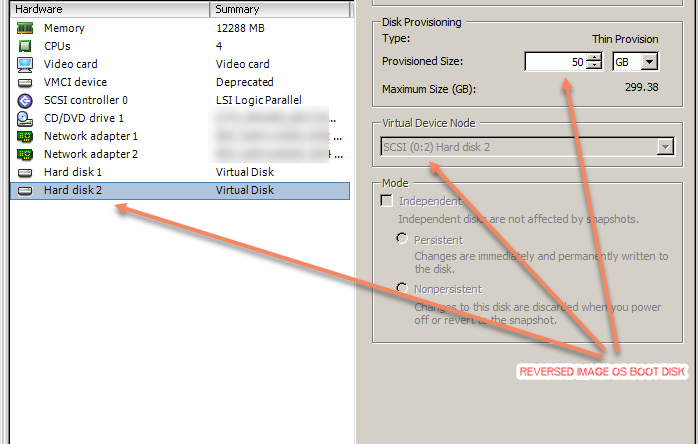 Hardware Summary
Memory 12288 MB
CPUs 4
Video card Video card
VMCI device Deprecated
SCSI controller 0 LSI Logic Parallel
CD/DVD drive 1
Network adapter 1
Network adapter 2
Hard disk 1 Virtual Disk
Hard disk 2 Virtual Disk
Disk Provisioning
Type: Thin Provision
Provisioned Size: 50 GB
Maximum Size (GB): 299.38
Virtual Device Node
SCSI (0:2) Hard disk 2
Mode
Independent
Independent disks are not affected by snapshots.
Persistent
Changes are immediately and permanently written to
the disk.
Nonpersistent
Changes to this disk are discarded when you power
off or revert to the snapshot.
REVERSED IMAGE OS BOOT DISK